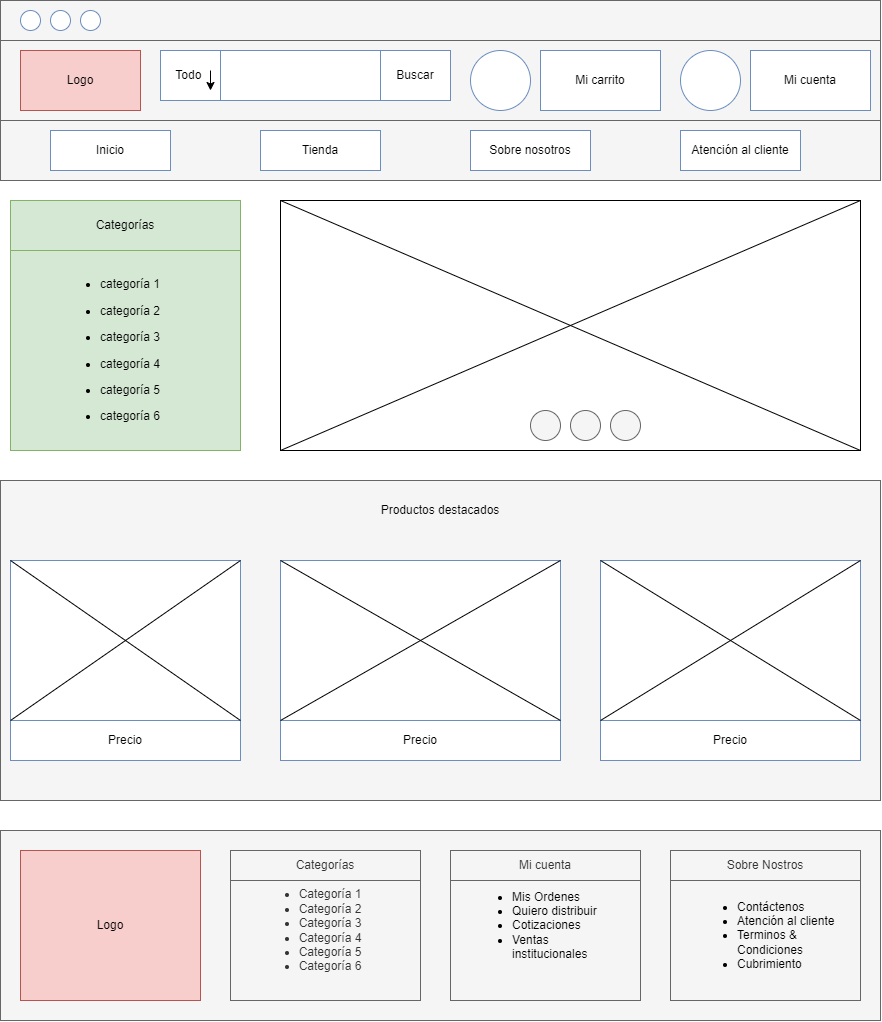 Logo
Todo
Buscar
Mi carrito
Mi cuenta
Inicio
Tienda
Sobre nosotros
Atención al cliente
Categorías
categoría 1
categoría 2
categoría 3
categoría 4
categoría 5
categoría 6
Productos destacados
Precio
Precio
Precio
Logo
Categorías
Categoría 1
Categoría 2
Categoría 3
Categoría 4
Categoría 5
Categoría 6
Mi cuenta
Mis Ordenes
Quiero distribuir
Cotizaciones
Ventas
institucionales
Sobre Nostros
Contáctenos
Atención al cliente
Terminos &
Condiciones
Cubrimiento